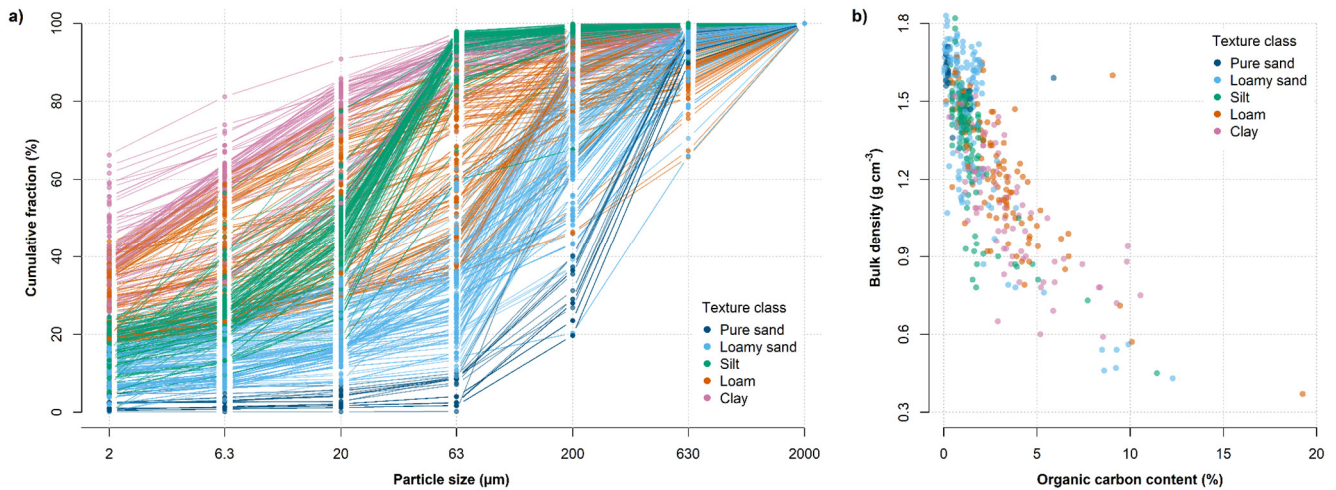 a)
Cumulative fraction (%)
100
80
60
40
20
0
2
6.3
20
63
200
630
2000
Particle size (µm)
Texture class
Pure sand
Loamy sand
Silt
Loam
Clay
b)
Bulk density (g cm⁻³)
1.8
1.5
1.2
0.9
0.6
0.3
0
5
10
15
20
Organic carbon content (%)
Texture class
Pure sand
Loamy sand
Silt
Loam
Clay